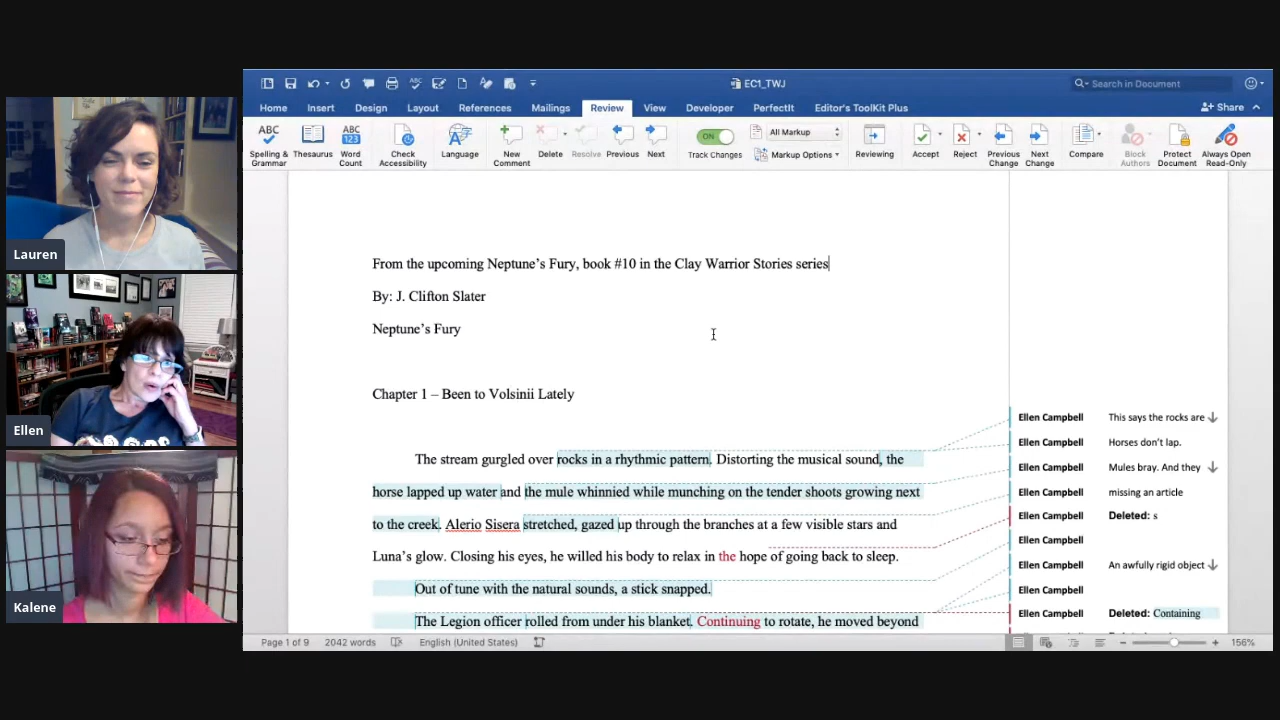 EC1_TWJ
Search in Document
Home Insert Design Layout References Mailings Review View Developer PerfectIt Editor's ToolKit Plus Share
Spelling & Grammar
Thesaurus
Word Count
Check Accessibility
Language
New Comment
Delete
Resolve
Previous
Next
ON
Track Changes
All Markup
Markup Options
Reviewing
Accept
Reject
Previous Change
Next Change
Compare
Block Authors
Protect Document
Always Open Read-Only
Lauren
Ellen
Kalene
From the upcoming Neptune's Fury, book #10 in the Clay Warrior Stories series
By: J. Clifton Slater
Neptune's Fury
Chapter 1 – Been to Volsinii Lately
The stream gurgled over rocks in a rhythmic pattern. Distorting the musical sound, the
horse lapped up water and the mule whinnied while munching on the tender shoots growing next
to the creek. Alerio Sisera stretched, gazed up through the branches at a few visible stars and
Luna's glow. Closing his eyes, he willed his body to relax in the hope of going back to sleep.
Out of tune with the natural sounds, a stick snapped.
The Legion officer rolled from under his blanket. Continuing to rotate, he moved beyond
Ellen Campbell This says the rocks are
Ellen Campbell Horses don't lap.
Ellen Campbell Mules bray. And they
Ellen Campbell missing an article
Ellen Campbell Deleted: s
Ellen Campbell
Ellen Campbell An awfully rigid object
Ellen Campbell
Ellen Campbell Deleted: Containing
Page 1 of 9 2042 words English (United States) 156%